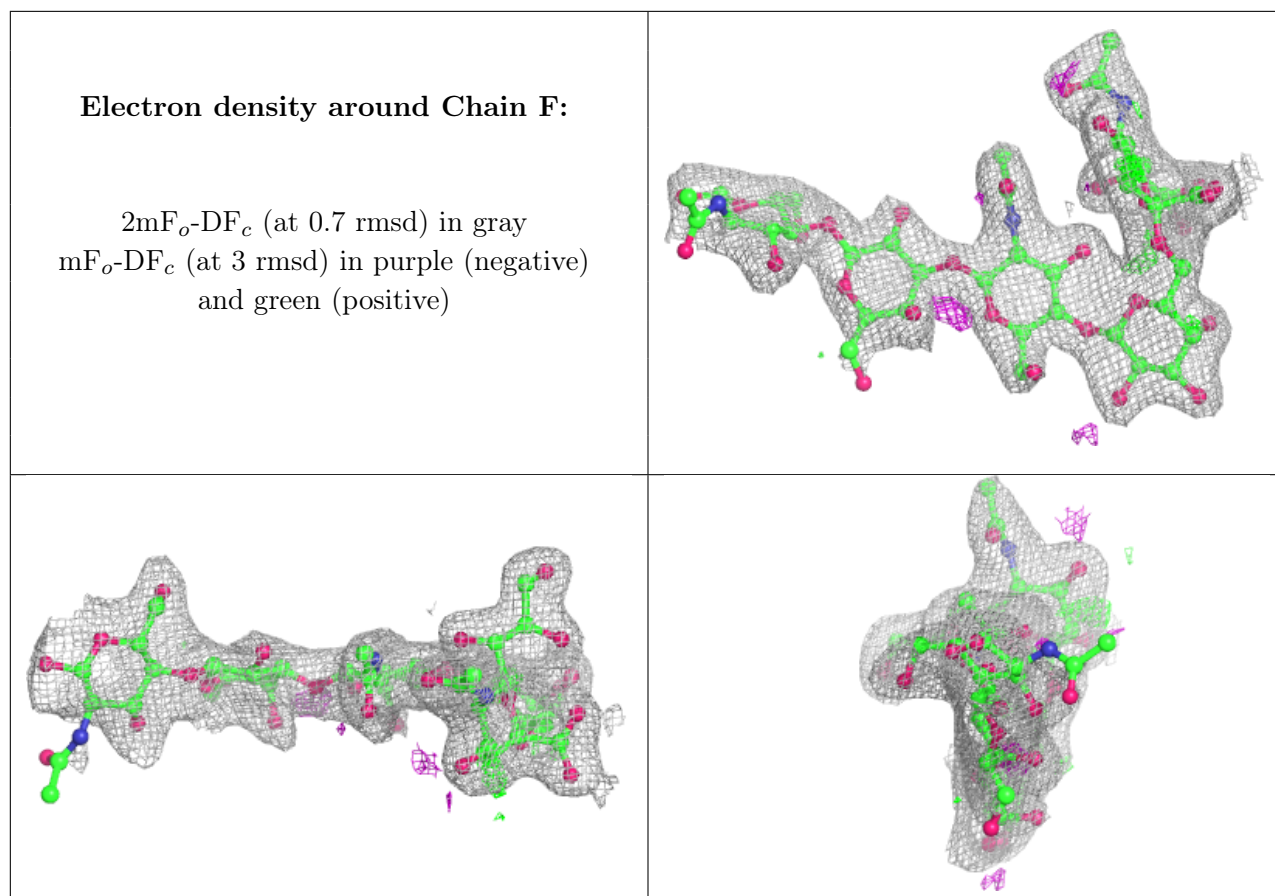 Electron density around Chain F:
2mFₒ-DF𝒸 (at 0.7 rmsd) in gray
mFₒ-DF𝒸 (at 3 rmsd) in purple (negative)
and green (positive)